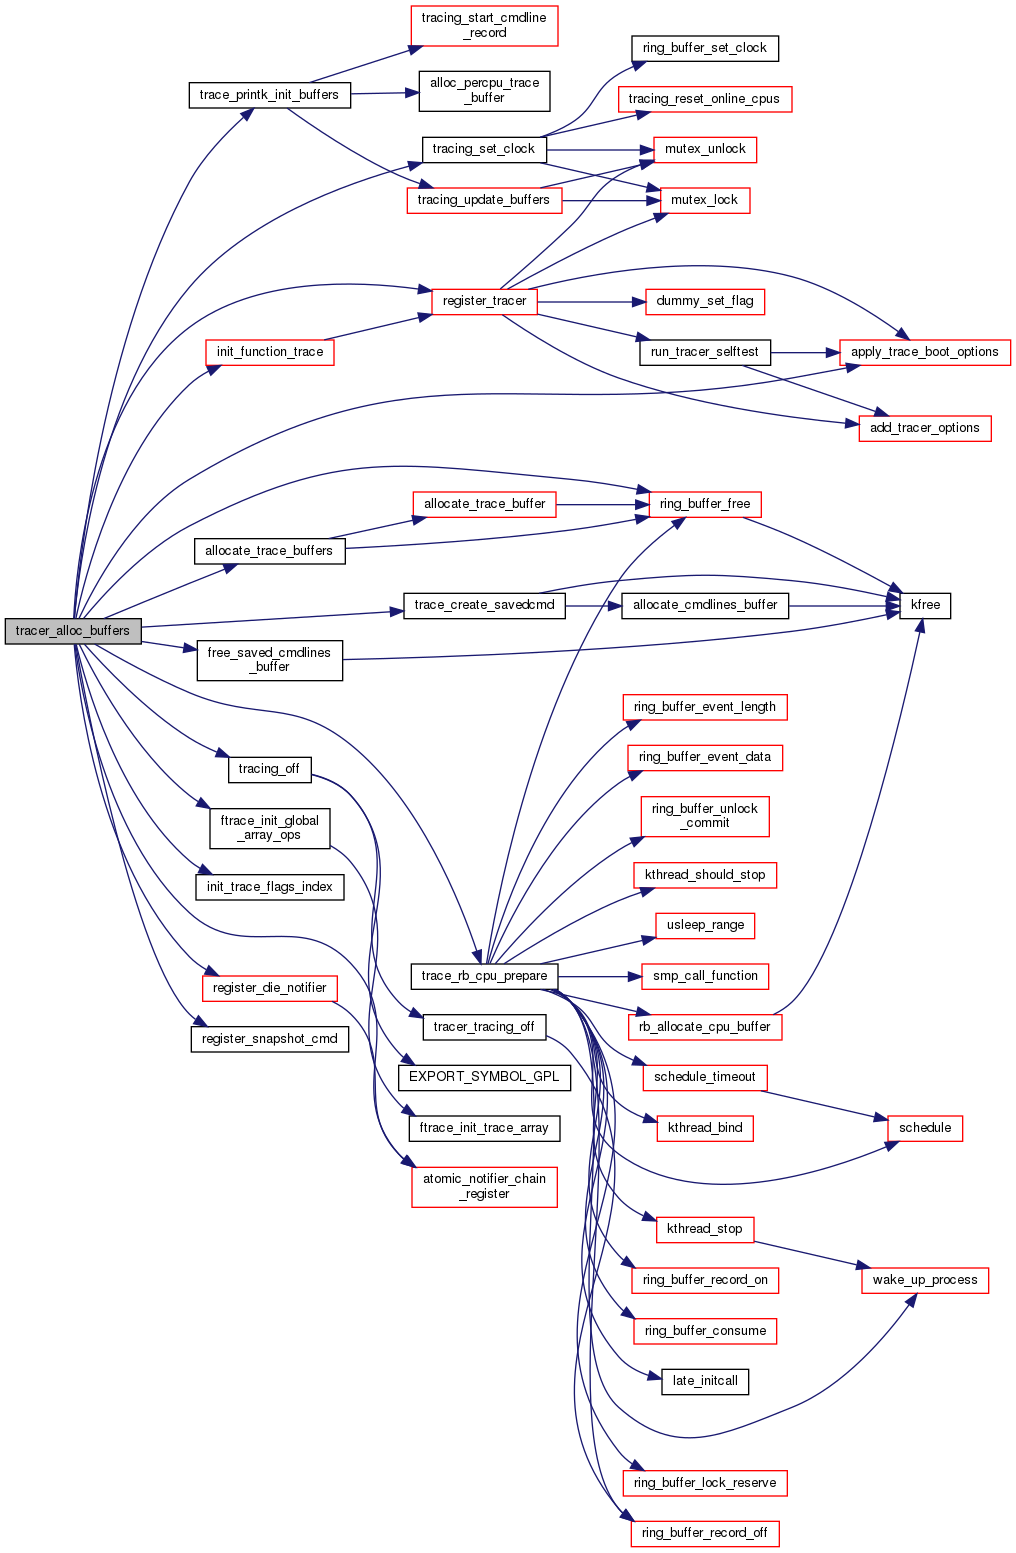 tracing_start_cmdline
_record
ring_buffer_set_clock
trace_printk_init_buffers
alloc_percpu_trace
_buffer
tracing_reset_online_cpus
tracing_set_clock
mutex_unlock
tracing_update_buffers
mutex_lock
register_tracer
dummy_set_flag
init_function_trace
run_tracer_selftest
apply_trace_boot_options
add_tracer_options
allocate_trace_buffer
ring_buffer_free
allocate_trace_buffers
trace_create_savedcmd
allocate_cmdlines_buffer
kfree
tracer_alloc_buffers
free_saved_cmdlines
_buffer
ring_buffer_event_length
ring_buffer_event_data
tracing_off
ring_buffer_unlock
_commit
ftrace_init_global
_array_ops
kthread_should_stop
init_trace_flags_index
usleep_range
trace_rb_cpu_prepare
smp_call_function
register_die_notifier
rb_allocate_cpu_buffer
tracer_tracing_off
register_snapshot_cmd
schedule_timeout
EXPORT_SYMBOL_GPL
kthread_bind
ftrace_init_trace_array
schedule
atomic_notifier_chain
_register
kthread_stop
ring_buffer_record_on
wake_up_process
ring_buffer_consume
late_initcall
ring_buffer_lock_reserve
ring_buffer_record_off